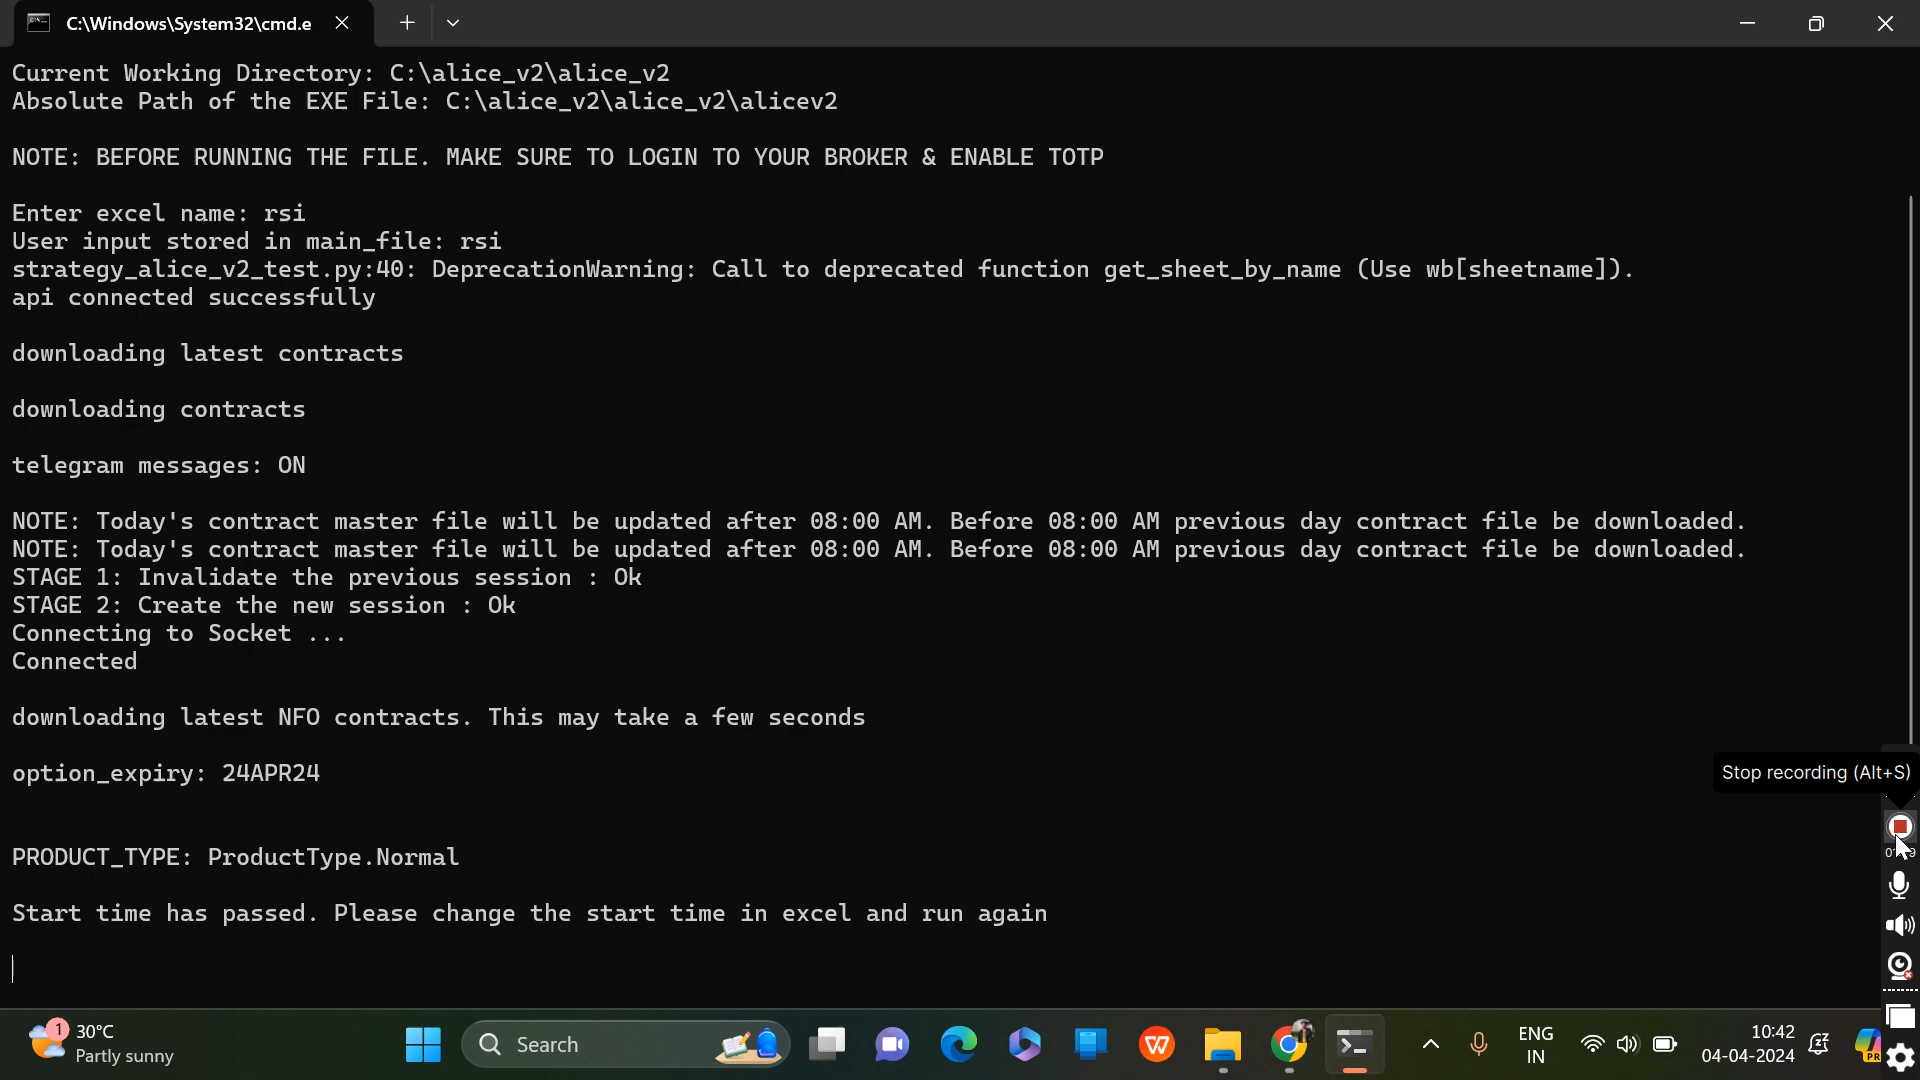 C:\Windows\System32\cmd.e
Current Working Directory: C:\alice_v2\alice_v2
Absolute Path of the EXE File: C:\alice_v2\alice_v2\alicev2
NOTE: BEFORE RUNNING THE FILE. MAKE SURE TO LOGIN TO YOUR BROKER & ENABLE TOTP
Enter excel name: rsi
User input stored in main_file: rsi
strategy_alice_v2_test.py:40: DeprecationWarning: Call to deprecated function get_sheet_by_name (Use wb[sheetname]).
api connected successfully
downloading latest contracts
downloading contracts
telegram messages: ON
NOTE: Today's contract master file will be updated after 08:00 AM. Before 08:00 AM previous day contract file be downloaded.
NOTE: Today's contract master file will be updated after 08:00 AM. Before 08:00 AM previous day contract file be downloaded.
STAGE 1: Invalidate the previous session : Ok
STAGE 2: Create the new session : Ok
Connecting to Socket ...
Connected
downloading latest NFO contracts. This may take a few seconds
option_expiry: 24APR24
Stop recording (Alt+S)
PRODUCT_TYPE: ProductType.Normal
Start time has passed. Please change the start time in excel and run again
1
30°C
Partly sunny
Search
ENG
IN
10:42
04-04-2024